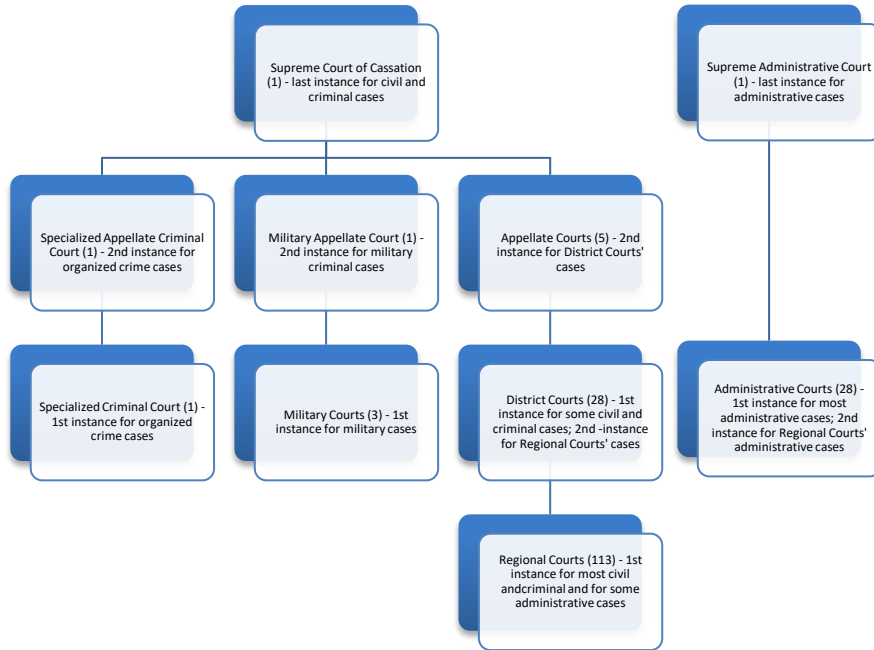 Supreme Court of Cassation
(1) - last instance for civil and
criminal cases
Supreme Administrative Court
(1) - last instance for
administrative cases
Specialized Appellate Criminal
Court (1) - 2nd instance for
organized crime cases
Military Appellate Court (1) -
2nd instance for military
criminal cases
Appellate Courts (5) - 2nd
instance for District Courts'
cases
Specialized Criminal Court (1) -
1st instance for organized
crime cases
Military Courts (3) - 1st
instance for military cases
District Courts (28) - 1st
instance for some civil and
criminal cases; 2nd -instance
for Regional Courts' cases
Administrative Courts (28) -
1st instance for most
administrative cases; 2nd
instance for Regional Courts'
administrative cases
Regional Courts (113) - 1st
instance for most civil
andcriminal and for some
administrative cases